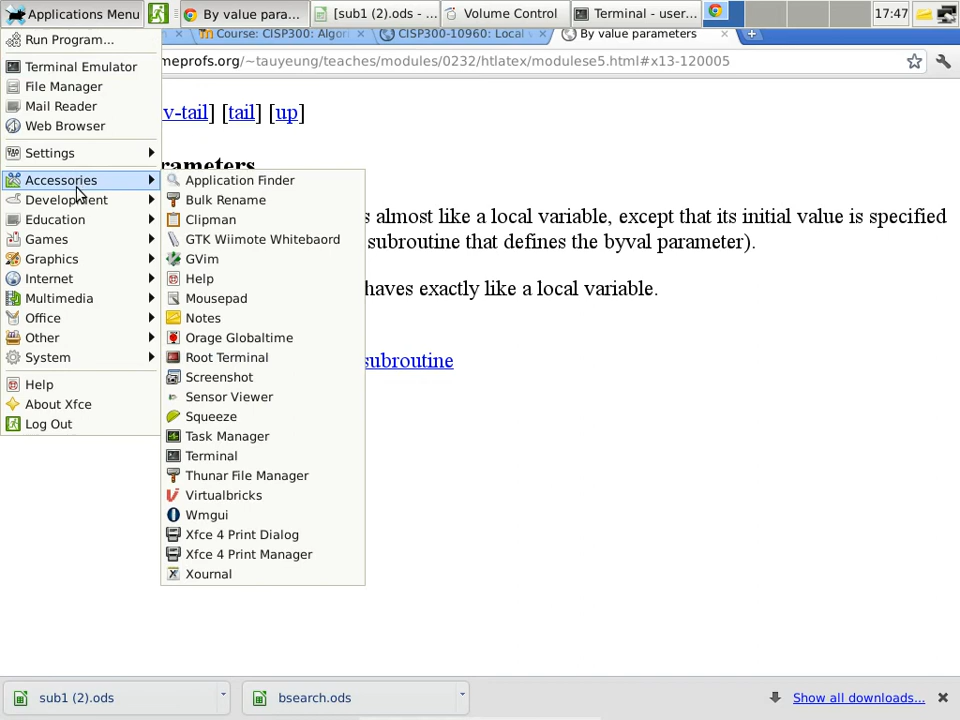 Applications Menu
By value para...
[sub1 (2).ods - ...
Volume Control
Terminal - user...
17:47
Course: CISP300: Algori
CISP300-10960: Local v
By value parameters
meprofs.org/~tauyeung/teaches/modules/0232/htlatex/modulese5.html#x13-120005
Run Program...
Terminal Emulator
File Manager
Mail Reader
Web Browser
Settings
Accessories
Development
Education
Games
Graphics
Internet
Multimedia
Office
Other
System
Help
About Xfce
Log Out
Application Finder
Bulk Rename
Clipman
GTK Wiimote Whitebaord
GVim
Help
Mousepad
Notes
Orage Globaltime
Root Terminal
Screenshot
Sensor Viewer
Squeeze
Task Manager
Terminal
Thunar File Manager
Virtualbricks
Wmgui
Xfce 4 Print Dialog
Xfce 4 Print Manager
Xournal
v-tail] [tail] [up]
rameters
s almost like a local variable, except that its initial value is specified
subroutine that defines the byval parameter).
haves exactly like a local variable.
subroutine
sub1 (2).ods
bsearch.ods
Show all downloads...